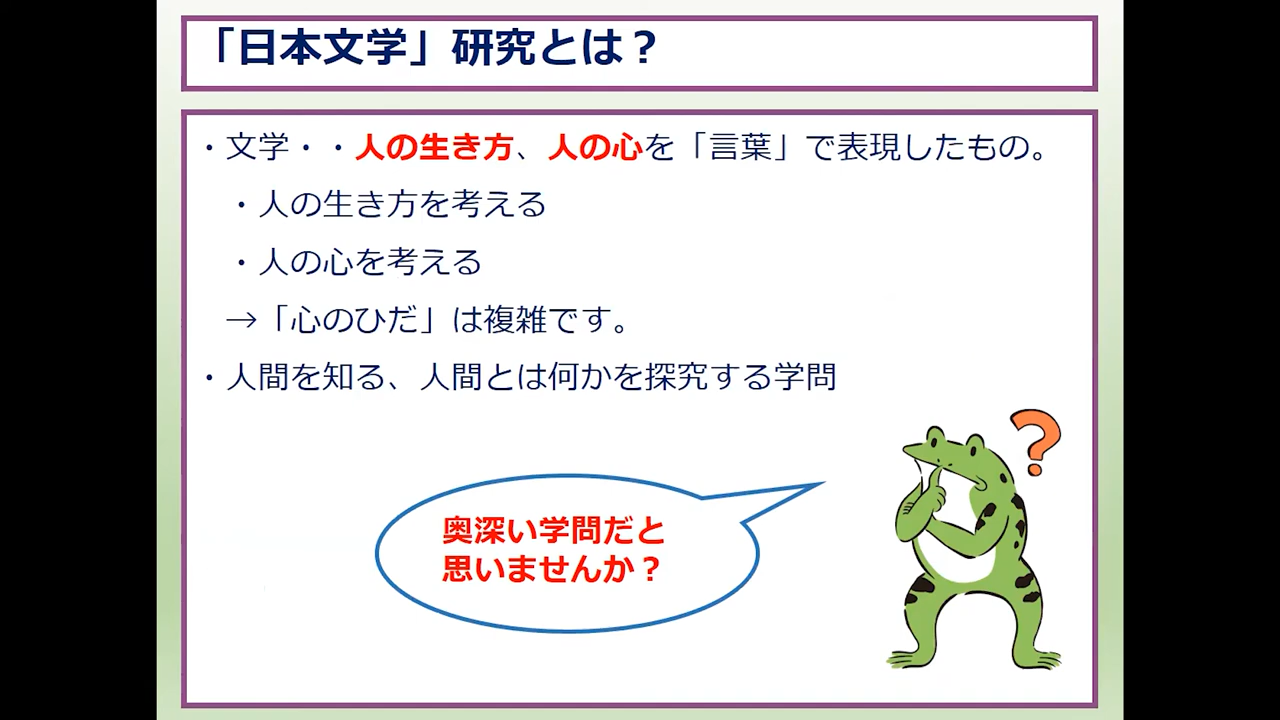 「日本文学」研究とは？
・文学・・人の生き方、人の心を「言葉」で表現したもの。
・人の生き方を考える
・人の心を考える
→「心のひだ」は複雑です。
・人間を知る、人間とは何かを探究する学問
?
奥深い学問だと
思いませんか？